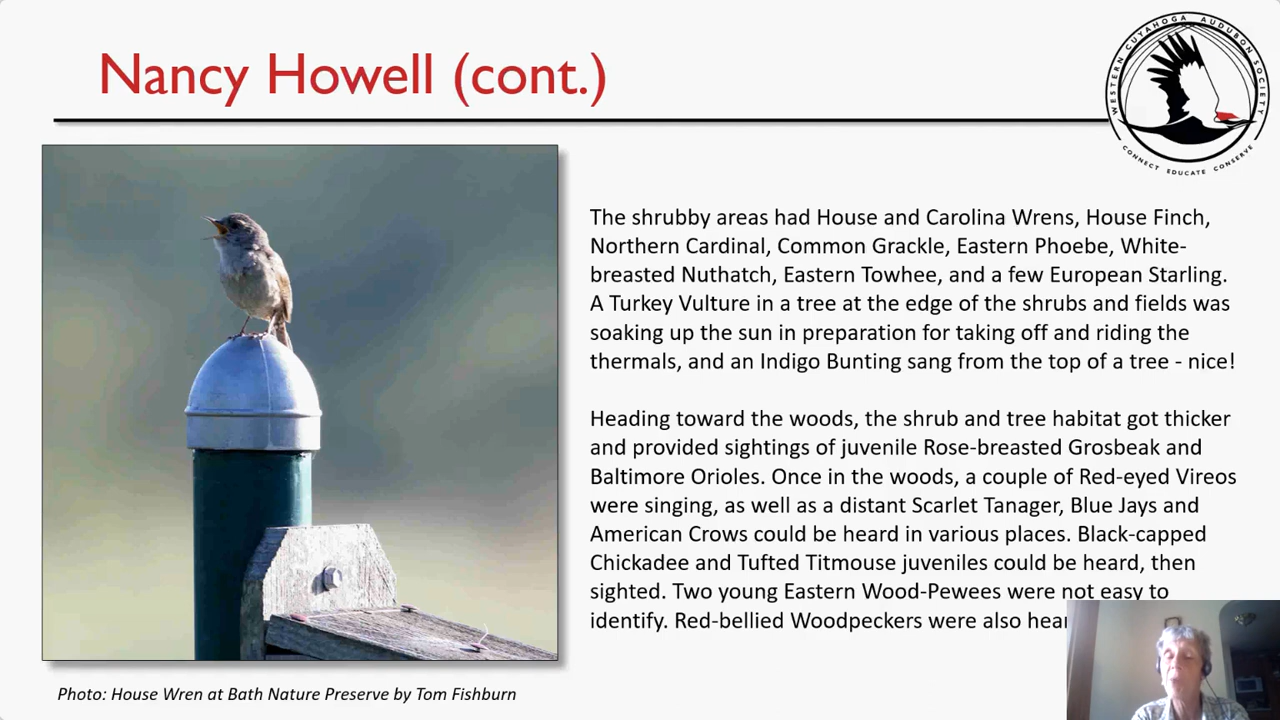 Nancy Howell (cont.)
WESTERN CUYAHOGA AUDUBON SOCIETY
CONNECT EDUCATE CONSERVE
The shrubby areas had House and Carolina Wrens, House Finch,
Northern Cardinal, Common Grackle, Eastern Phoebe, White-
breasted Nuthatch, Eastern Towhee, and a few European Starling.
A Turkey Vulture in a tree at the edge of the shrubs and fields was
soaking up the sun in preparation for taking off and riding the
thermals, and an Indigo Bunting sang from the top of a tree - nice!
Heading toward the woods, the shrub and tree habitat got thicker
and provided sightings of juvenile Rose-breasted Grosbeak and
Baltimore Orioles. Once in the woods, a couple of Red-eyed Vireos
were singing, as well as a distant Scarlet Tanager, Blue Jays and
American Crows could be heard in various places. Black-capped
Chickadee and Tufted Titmouse juveniles could be heard, then
sighted. Two young Eastern Wood-Pewees were not easy to
identify. Red-bellied Woodpeckers were also
Photo: House Wren at Bath Nature Preserve by Tom Fishburn